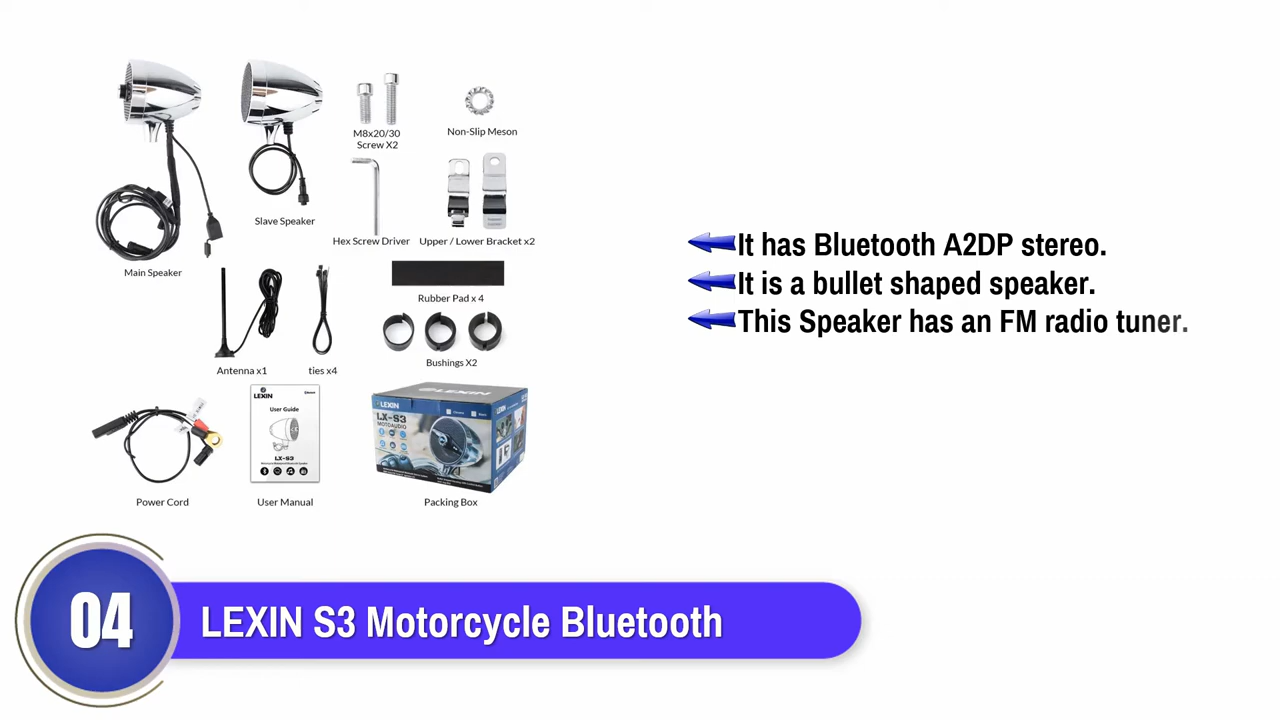 M8x20/30
Screw X2
Non-Slip Meson
Slave Speaker
Hex Screw Driver
Upper / Lower Bracket x2
Main Speaker
Rubber Pad x 4
Bushings X2
Antenna x1
ties x4
LEXIN
User Guide
LX-S3
LEXIN
LX-S3
MOTOAUDIO
Power Cord
User Manual
Packing Box
It has Bluetooth A2DP stereo.
It is a bullet shaped speaker.
This Speaker has an FM radio tuner.
04
LEXIN S3 Motorcycle Bluetooth